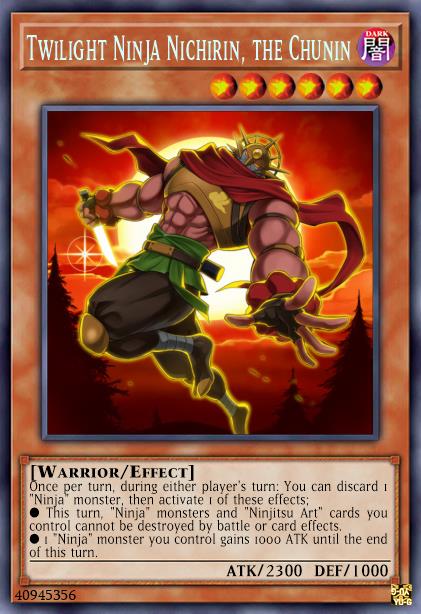 Twilight Ninja Nichirin, the Chunin
DARK
闇
[Warrior/Effect]
Once per turn, during either player's turn: You can discard 1
"Ninja" monster, then activate 1 of these effects;
● This turn, "Ninja" monsters and "Ninjitsu Art" cards you
control cannot be destroyed by battle or card effects.
● 1 "Ninja" monster you control gains 1000 ATK until the end
of this turn.
ATK/2300 DEF/1000
40945356